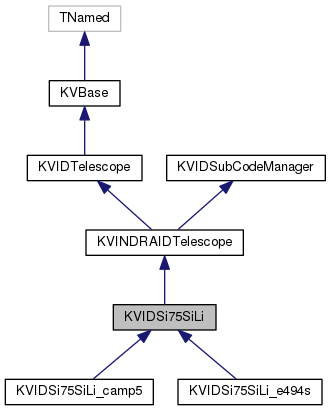 TNamed
KVBase
KVIDTelescope
KVIDSubCodeManager
KVINDRAIDTelescope
KVIDSi75SiLi
KVIDSi75SiLi_camp5
KVIDSi75SiLi_e494s